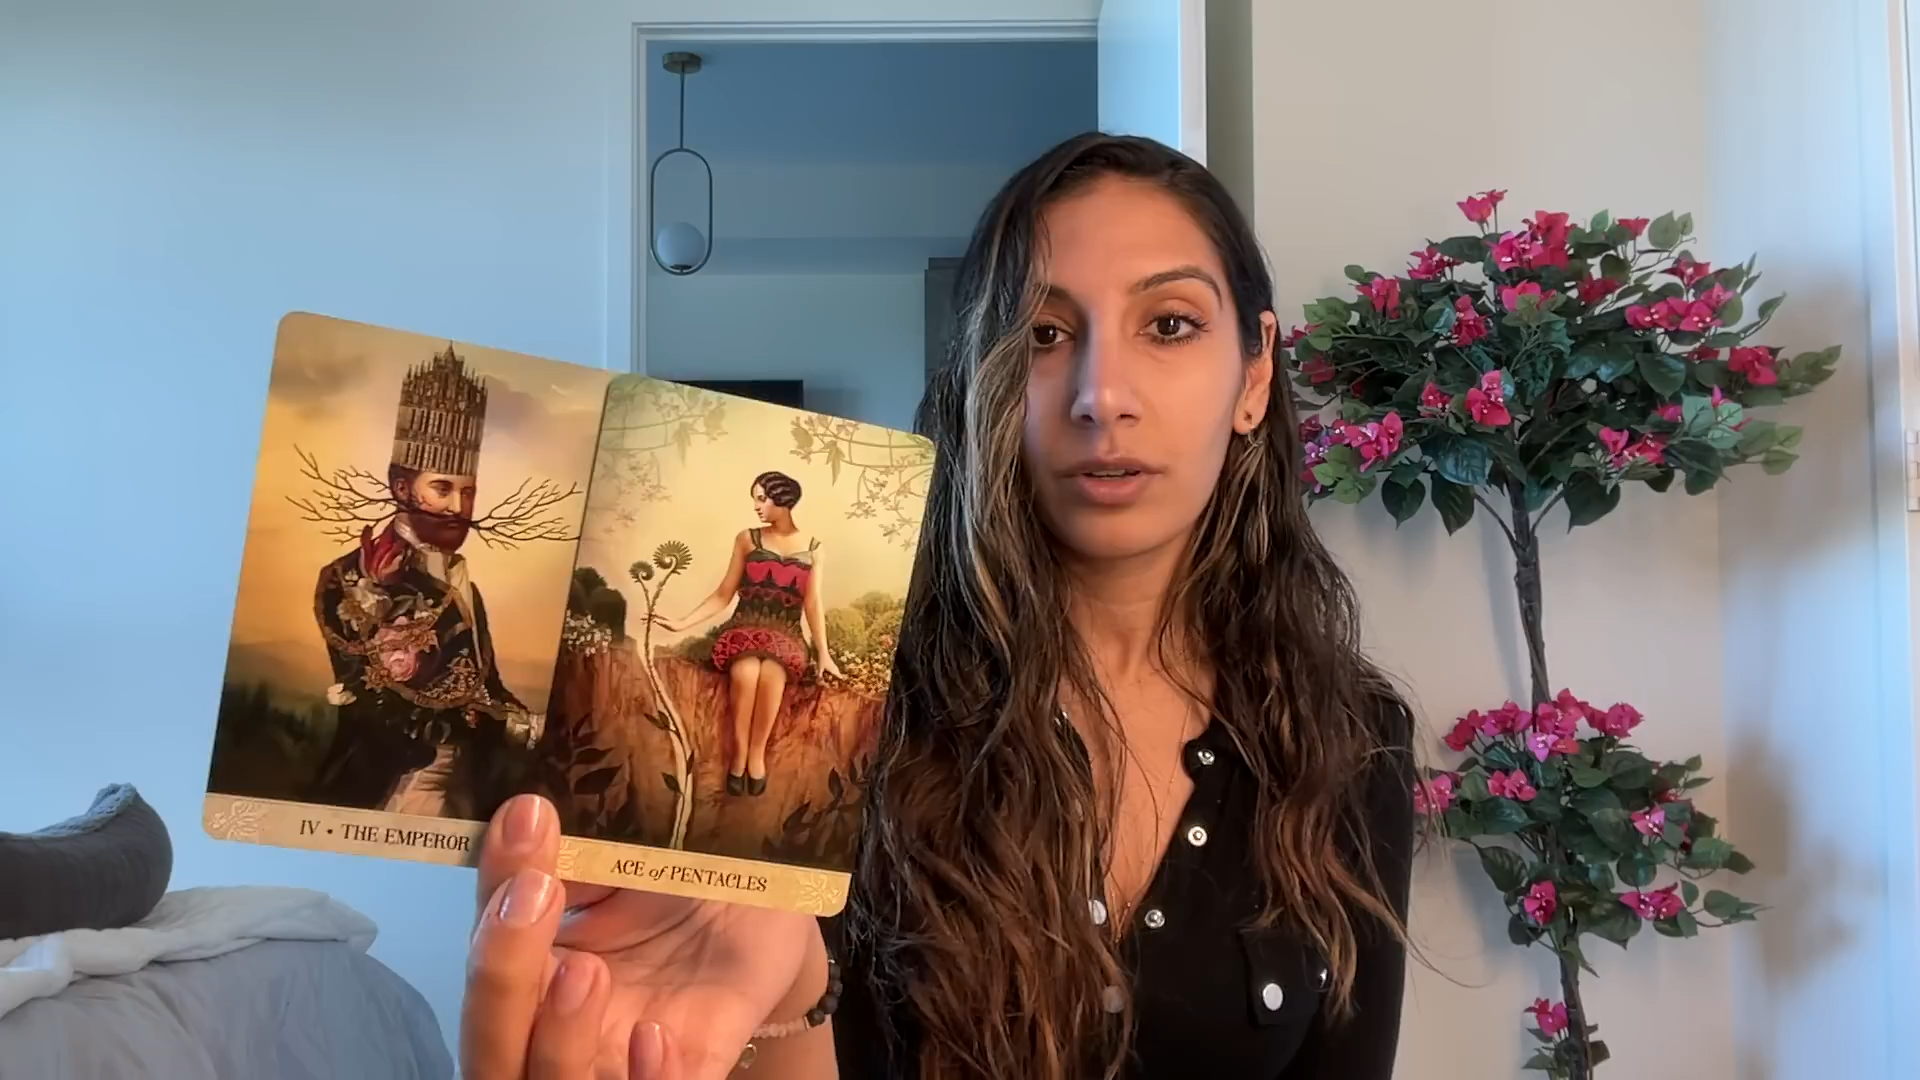 IV • THE EMPEROR
ACE of PENTACLES